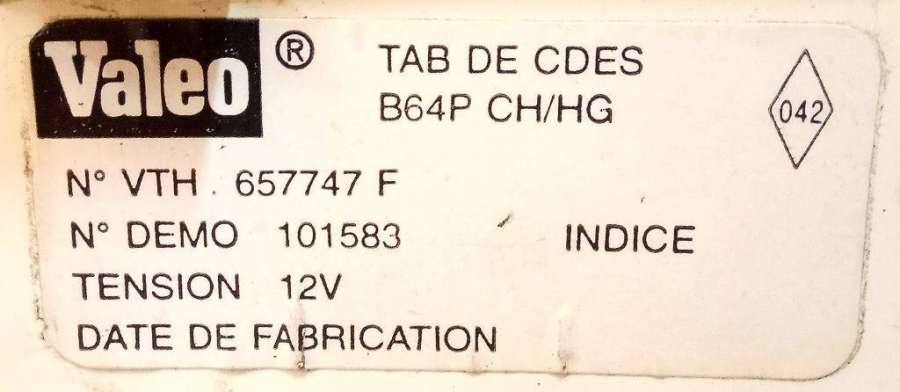 Valeo ® TAB DE CDES
B64P CH/HG
042
N° VTH . 657747 F
N° DEMO 101583 INDICE
TENSION 12V
DATE DE FABRICATION